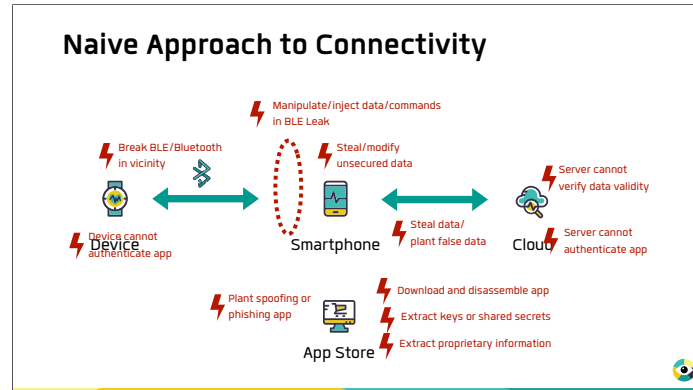 Naive Approach to Connectivity
Manipulate/inject data/commands
in BLE Leak
Break BLE/Bluetooth
in vicinity
Steal/modify
unsecured data
Server cannot
verify data validity
Device cannot
authenticate app
Device
Smartphone
Steal data/
plant false data
Cloud
Server cannot
authenticate app
Plant spoofing or
phishing app
Download and disassemble app
Extract keys or shared secrets
Extract proprietary information
App Store